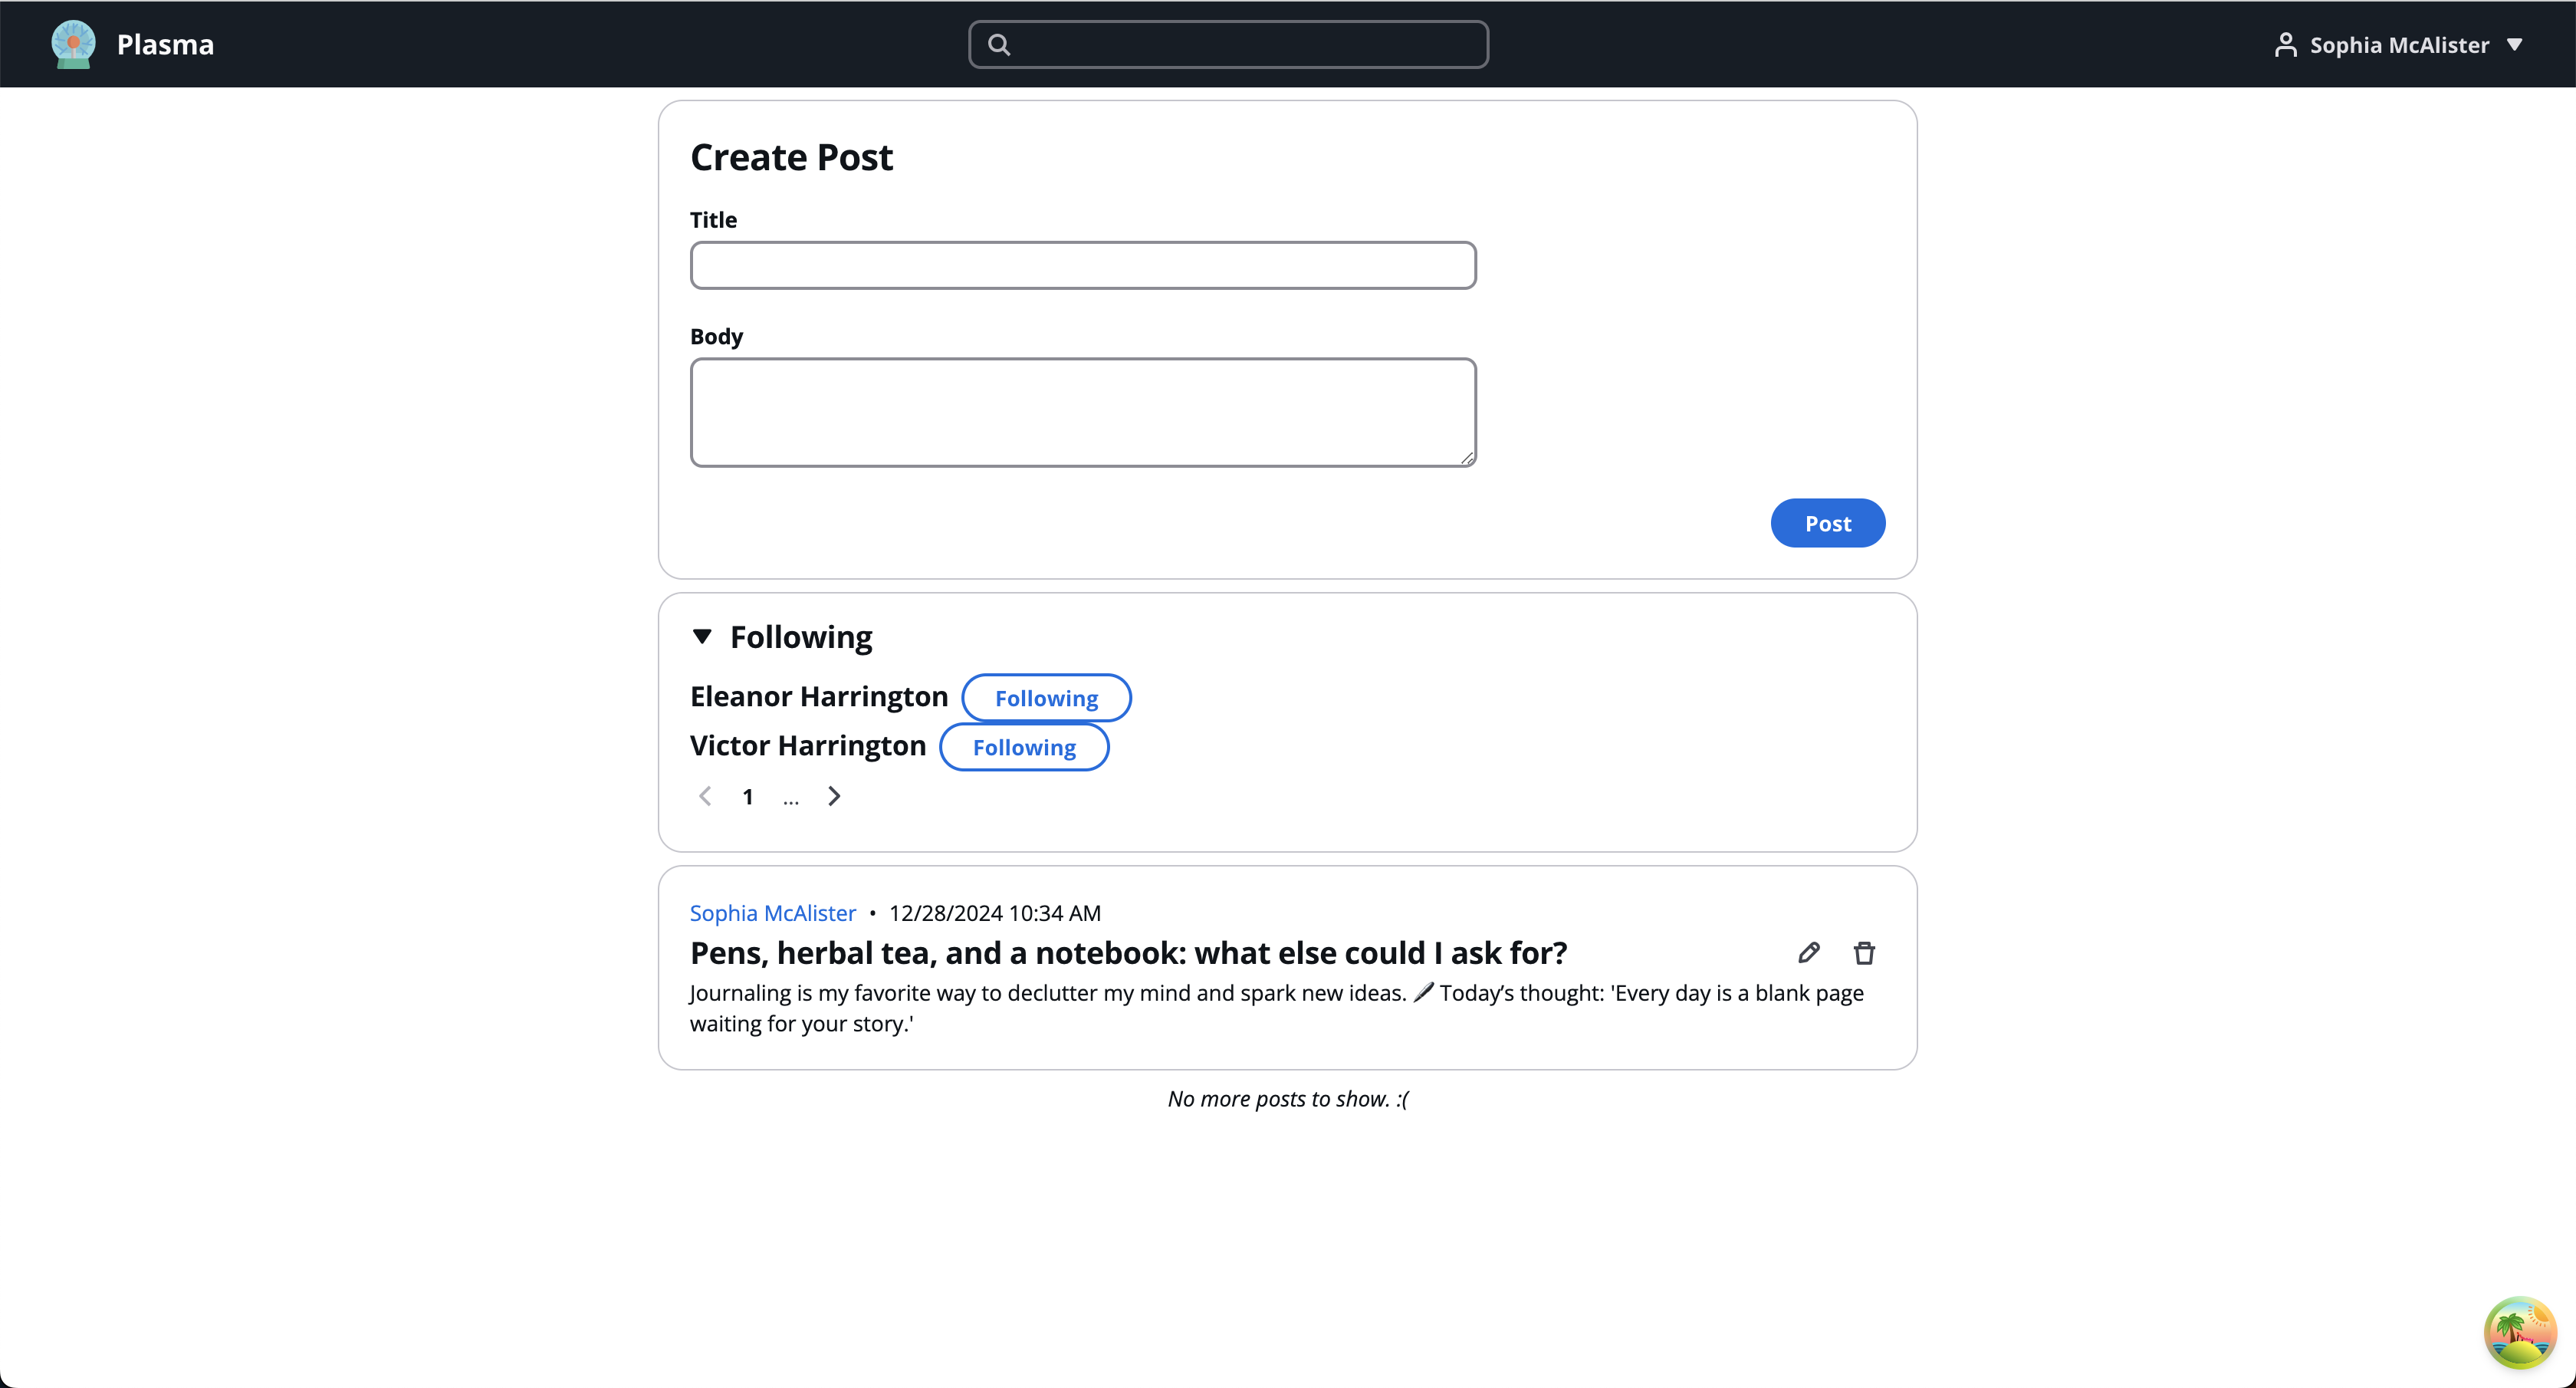 Plasma
Sophia McAlister
Create Post
Title
Body
Post
Following
Eleanor Harrington Following
Victor Harrington Following
1 ...
Sophia McAlister • 12/28/2024 10:34 AM
Pens, herbal tea, and a notebook: what else could I ask for?
Journaling is my favorite way to declutter my mind and spark new ideas. 🖋 Today’s thought: 'Every day is a blank page
waiting for your story.'
No more posts to show. :(